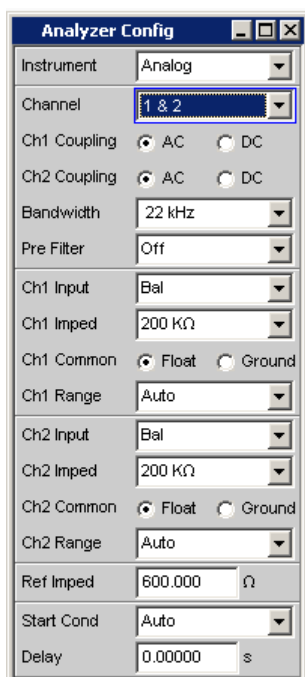 Analyzer Config
Instrument Analog
Channel 1 & 2
Ch1 Coupling AC DC
Ch2 Coupling AC DC
Bandwidth 22 kHz
Pre Filter Off
Ch1 Input Bal
Ch1 Imped 200 KΩ
Ch1 Common Float Ground
Ch1 Range Auto
Ch2 Input Bal
Ch2 Imped 200 KΩ
Ch2 Common Float Ground
Ch2 Range Auto
Ref Imped 600.000 Ω
Start Cond Auto
Delay 0.00000 s